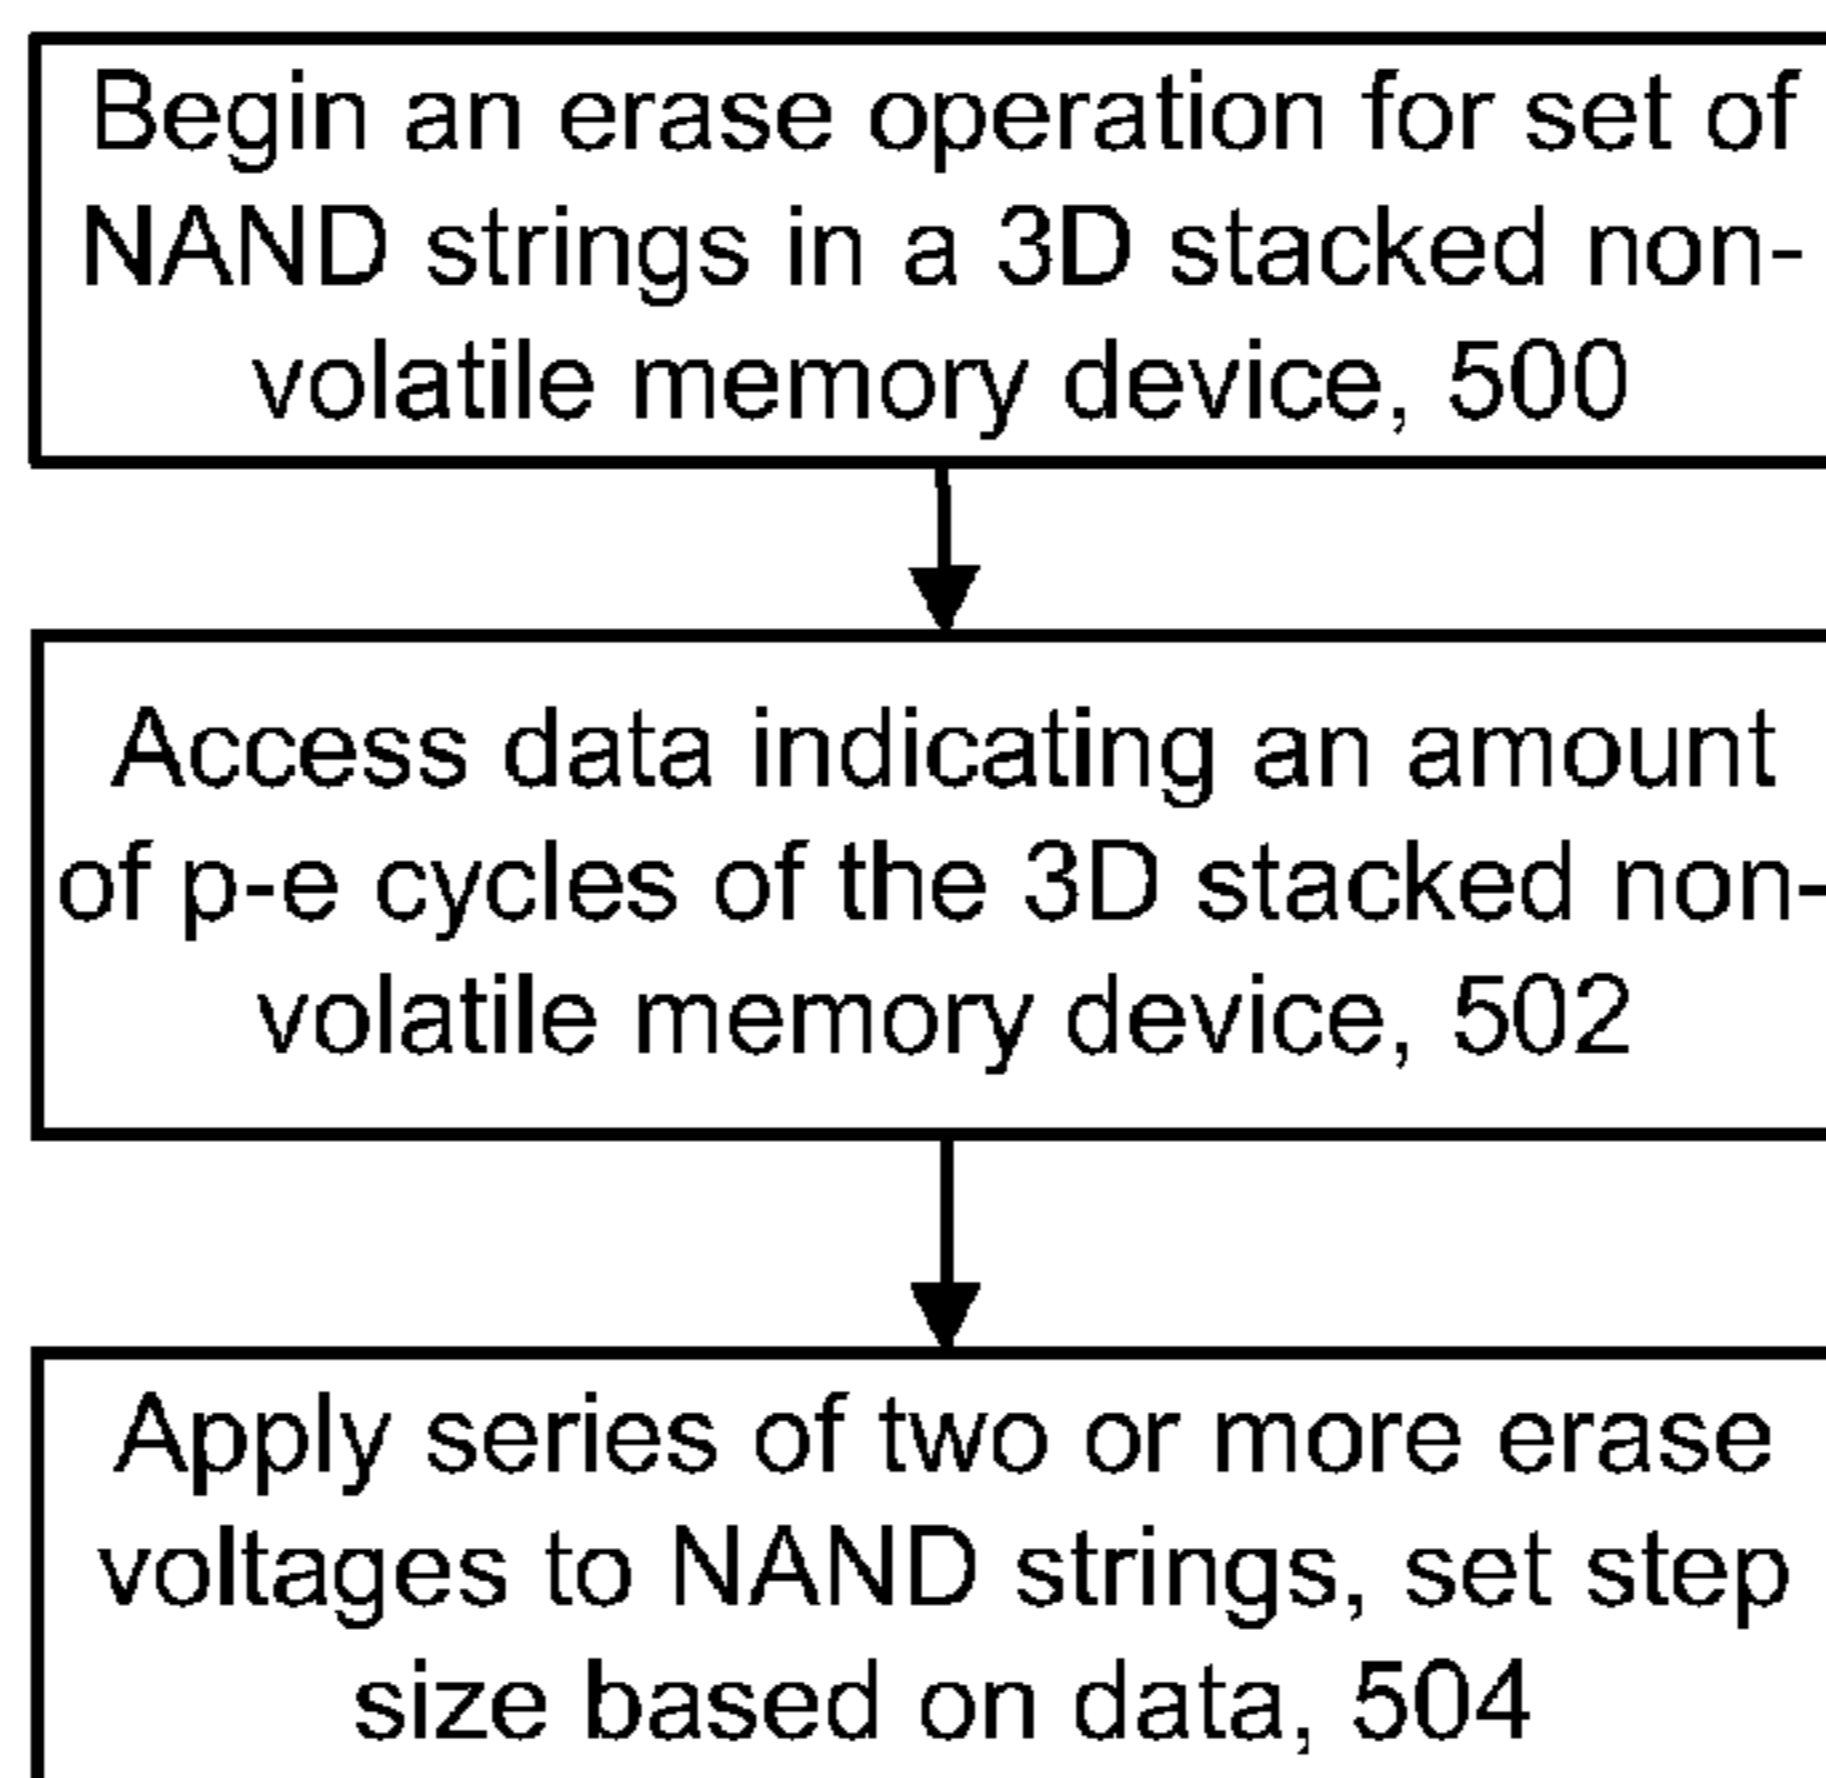 Begin an erase operation for set of
NAND strings in a 3D stacked non-
volatile memory device, 500
Access data indicating an amount
of p-e cycles of the 3D stacked non-
volatile memory device, 502
Apply series of two or more erase
voltages to NAND strings, set step
size based on data, 504